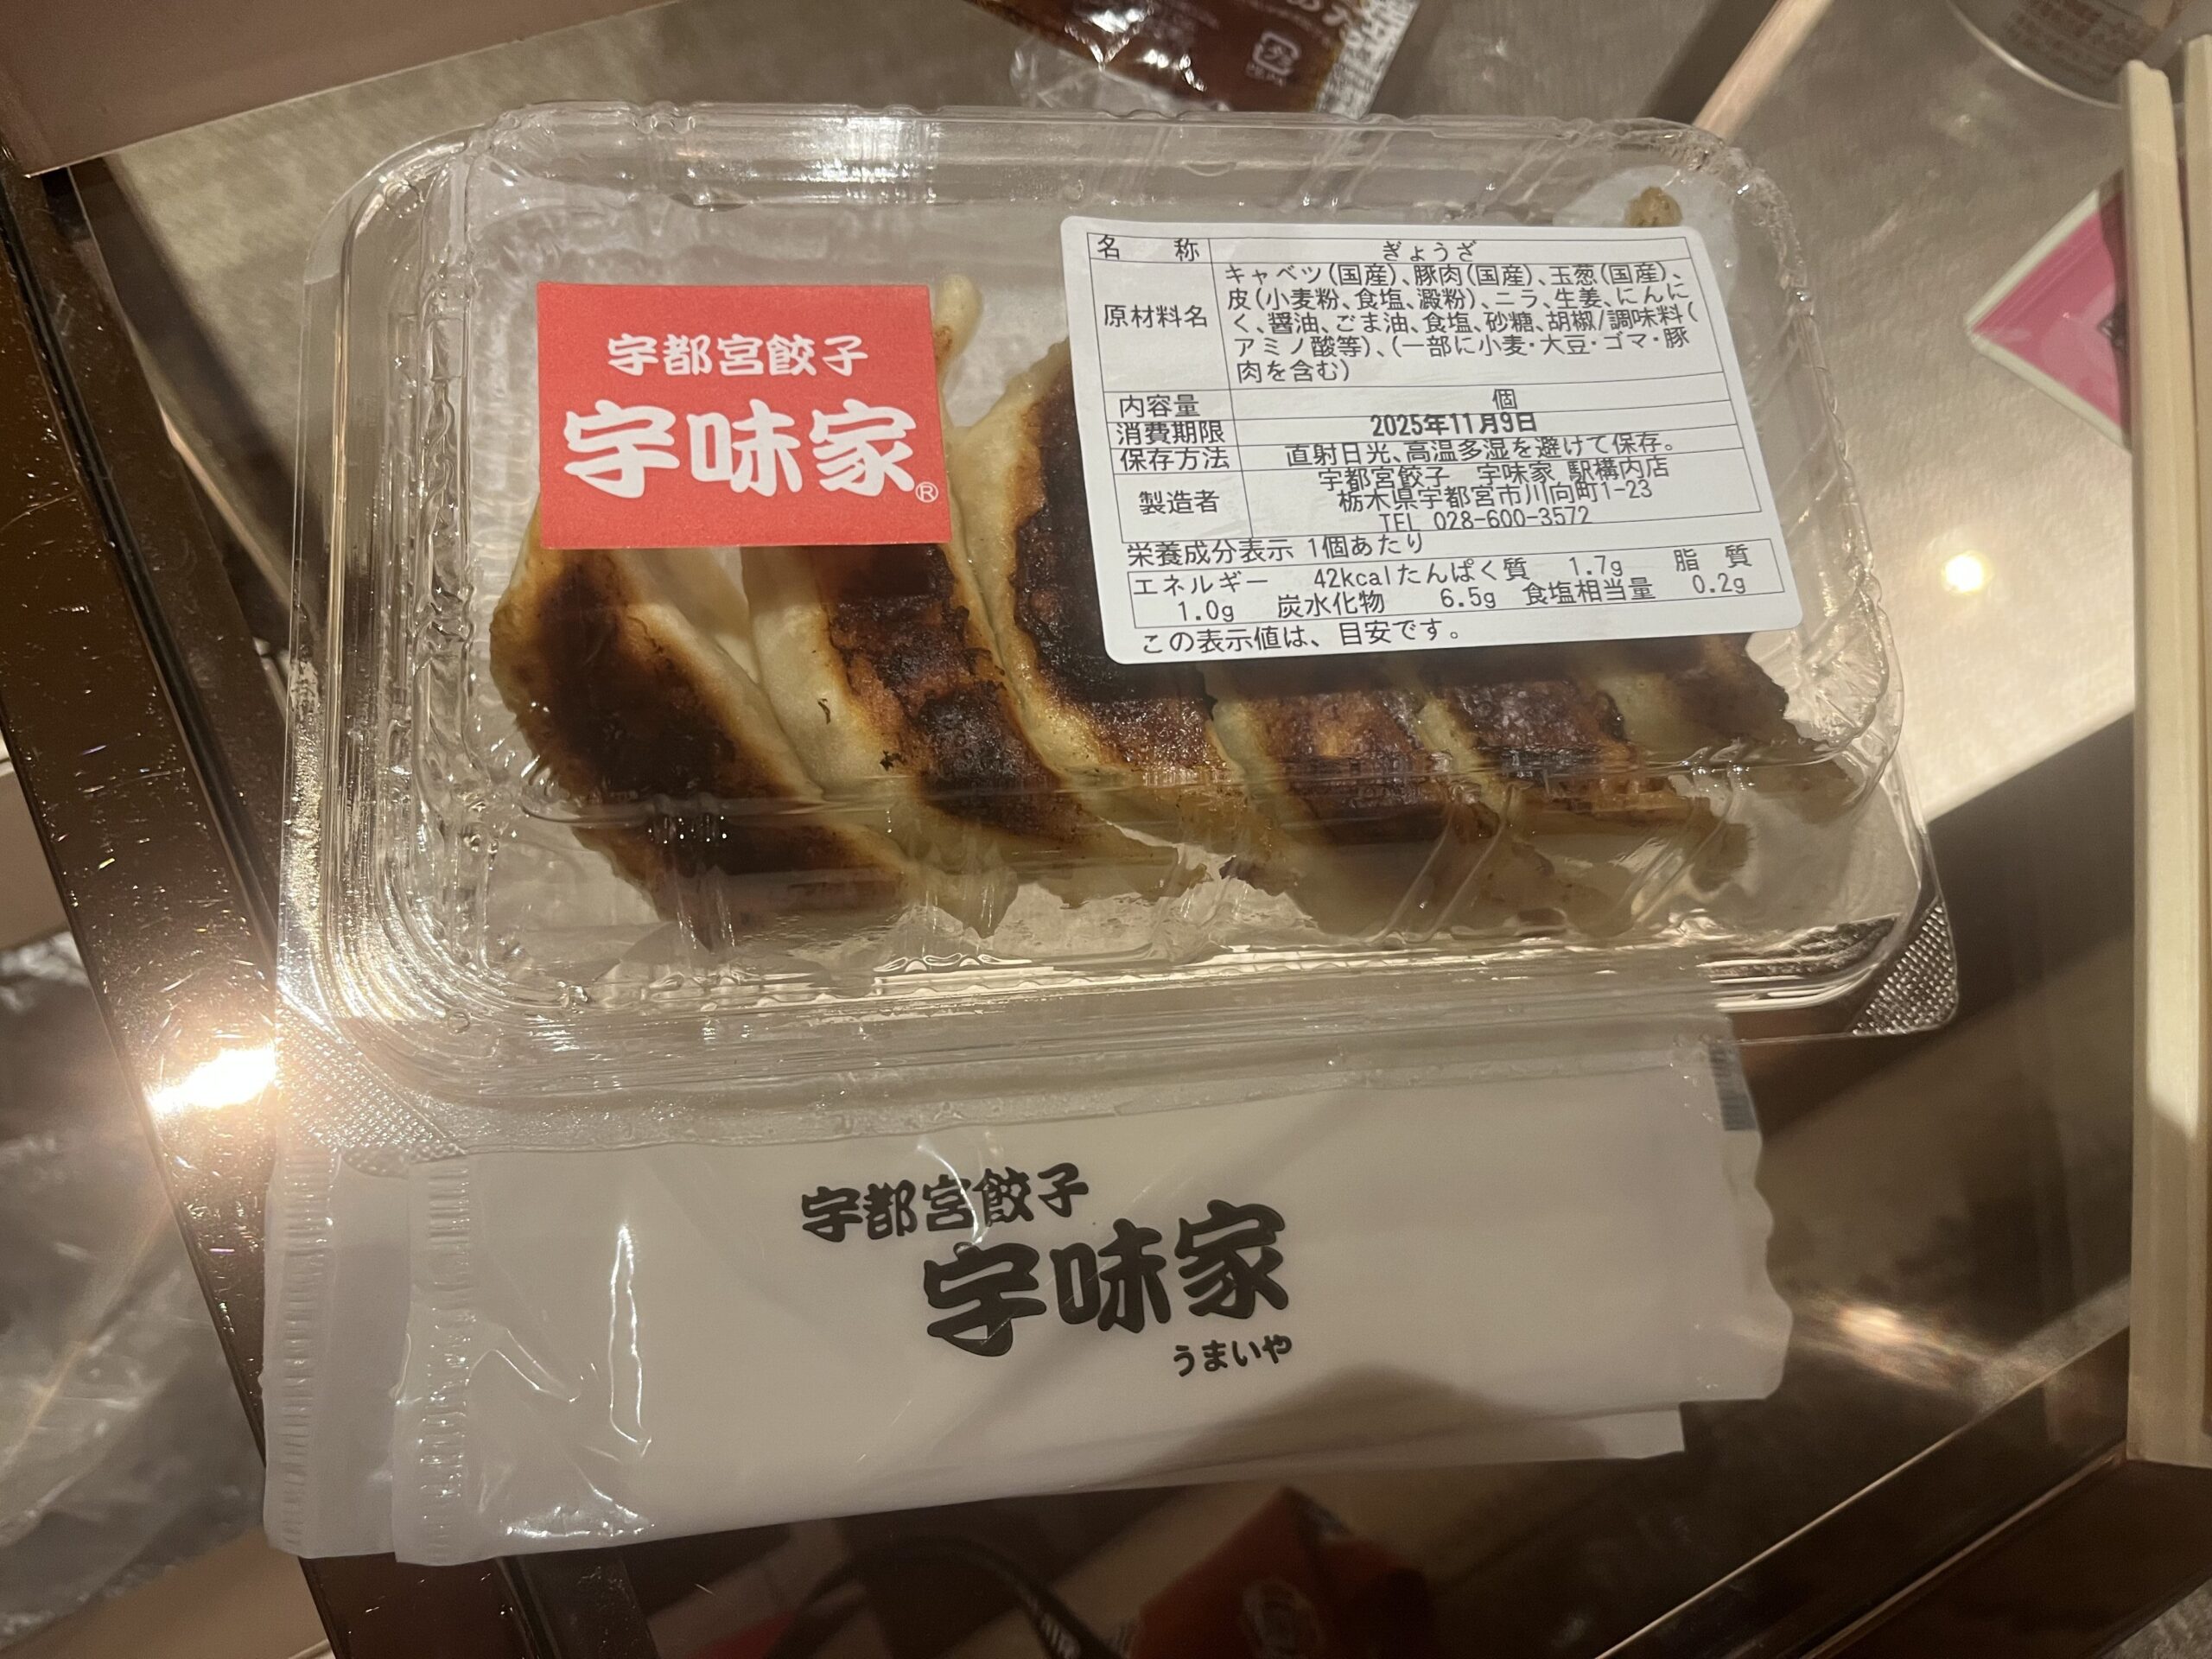 宇都宮餃子
宇味家®
名 称 ぎょうざ
原材料名 キャベツ(国産)、豚肉(国産)、玉葱(国産)、
皮(小麦粉、食塩、澱粉)、ニラ、生姜、にんに
く、醤油、ごま油、食塩、砂糖、胡椒/調味料(
アミノ酸等)、(一部に小麦・大豆・ゴマ・豚
肉を含む)
内容量 個
消費期限 2025年11月9日
保存方法 直射日光、高温多湿を避けて保存。
製造者 宇都宮餃子 宇味家 駅構内店
栃木県宇都宮市川向町1-23
TEL 028-600-3572
栄養成分表示 1個あたり
エネルギー 42kcalたんぱく質 1.7g 脂 質
1.0g 炭水化物 6.5g 食塩相当量 0.2g
この表示値は、目安です。
宇都宮餃子
宇味家
うまいや